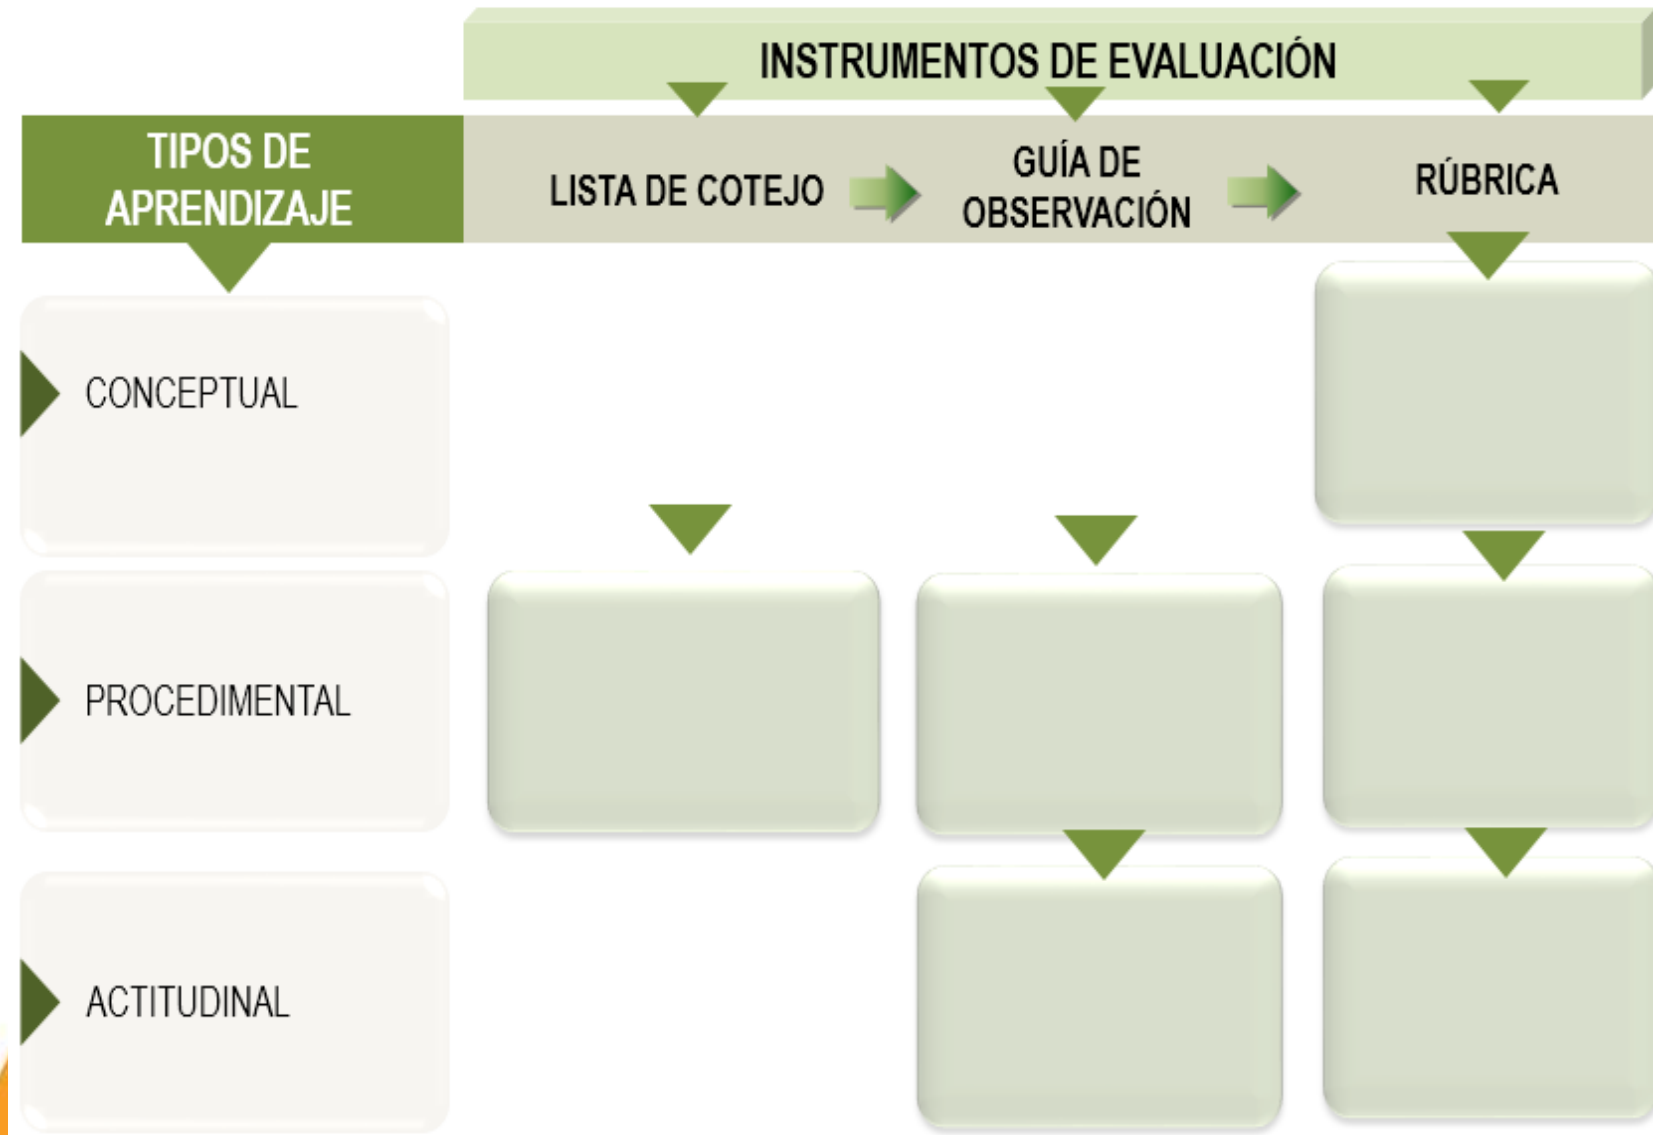 INSTRUMENTOS DE EVALUACIÓN
TIPOS DE
APRENDIZAJE
LISTA DE COTEJO
GUÍA DE
OBSERVACIÓN
RÚBRICA
CONCEPTUAL
PROCEDIMENTAL
ACTITUDINAL